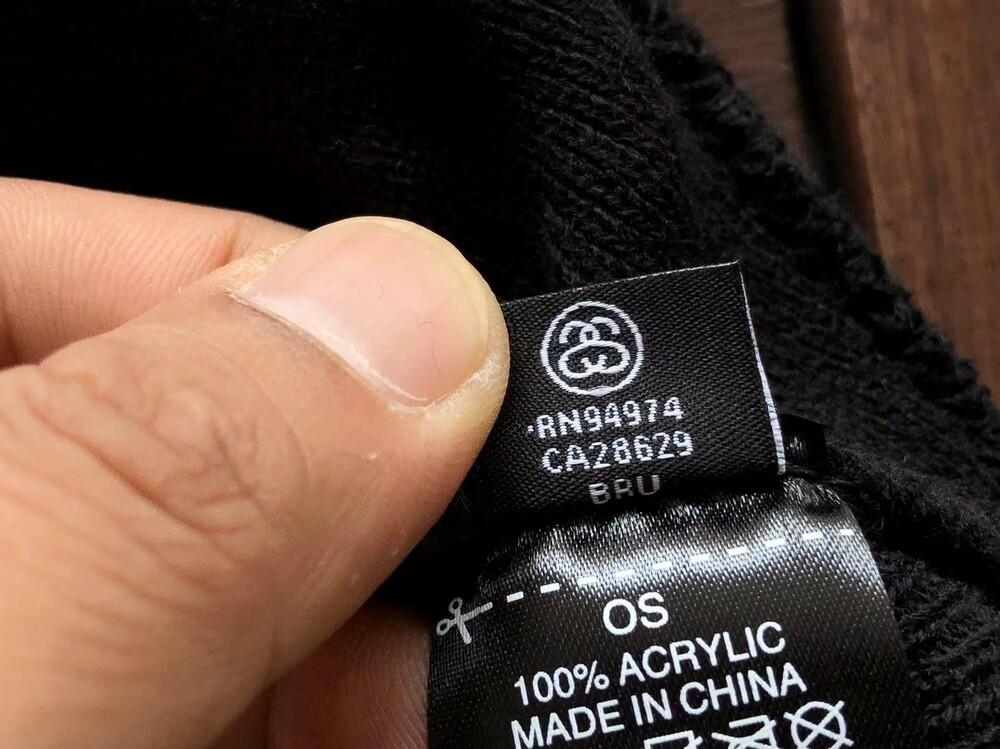 RN94974
CA28629
BRU
OS
100% ACRYLIC
MADE IN CHINA